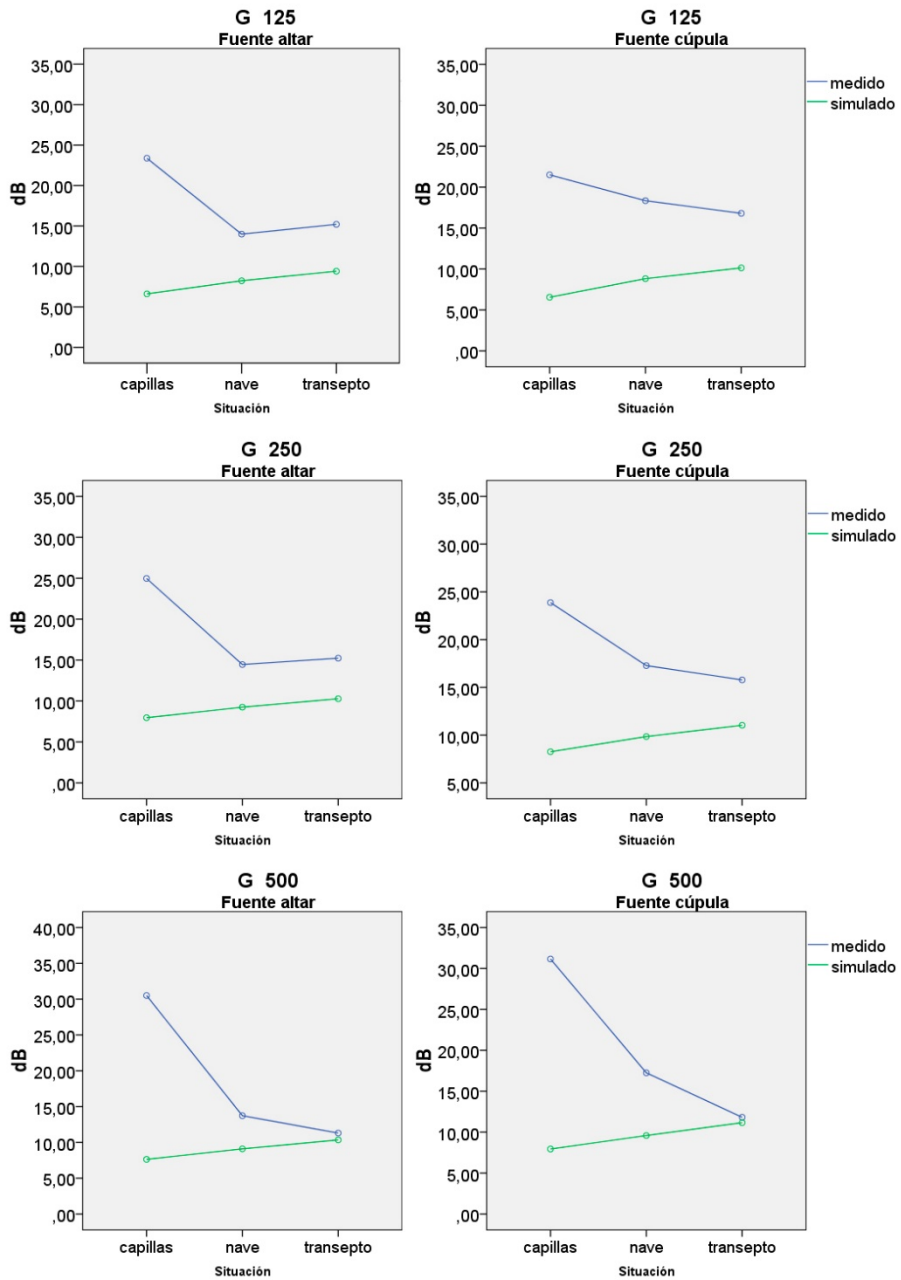 G 125
Fuente altar
35,00
30,00
25,00
20,00
15,00
10,00
5,00
,00
dB
capillas nave transepto
Situación
G 125
Fuente cúpula
35,00
30,00
25,00
20,00
15,00
10,00
5,00
,00
dB
capillas nave transepto
Situación
medido
simulado
G 250
Fuente altar
35,00
30,00
25,00
20,00
15,00
10,00
5,00
,00
dB
capillas nave transepto
Situación
G 250
Fuente cúpula
35,00
30,00
25,00
20,00
15,00
10,00
5,00
dB
capillas nave transepto
Situación
medido
simulado
G 500
Fuente altar
40,00
35,00
30,00
25,00
20,00
15,00
10,00
5,00
,00
dB
capillas nave transepto
Situación
G 500
Fuente cúpula
35,00
30,00
25,00
20,00
15,00
10,00
5,00
,00
dB
capillas nave transepto
Situación
medido
simulado